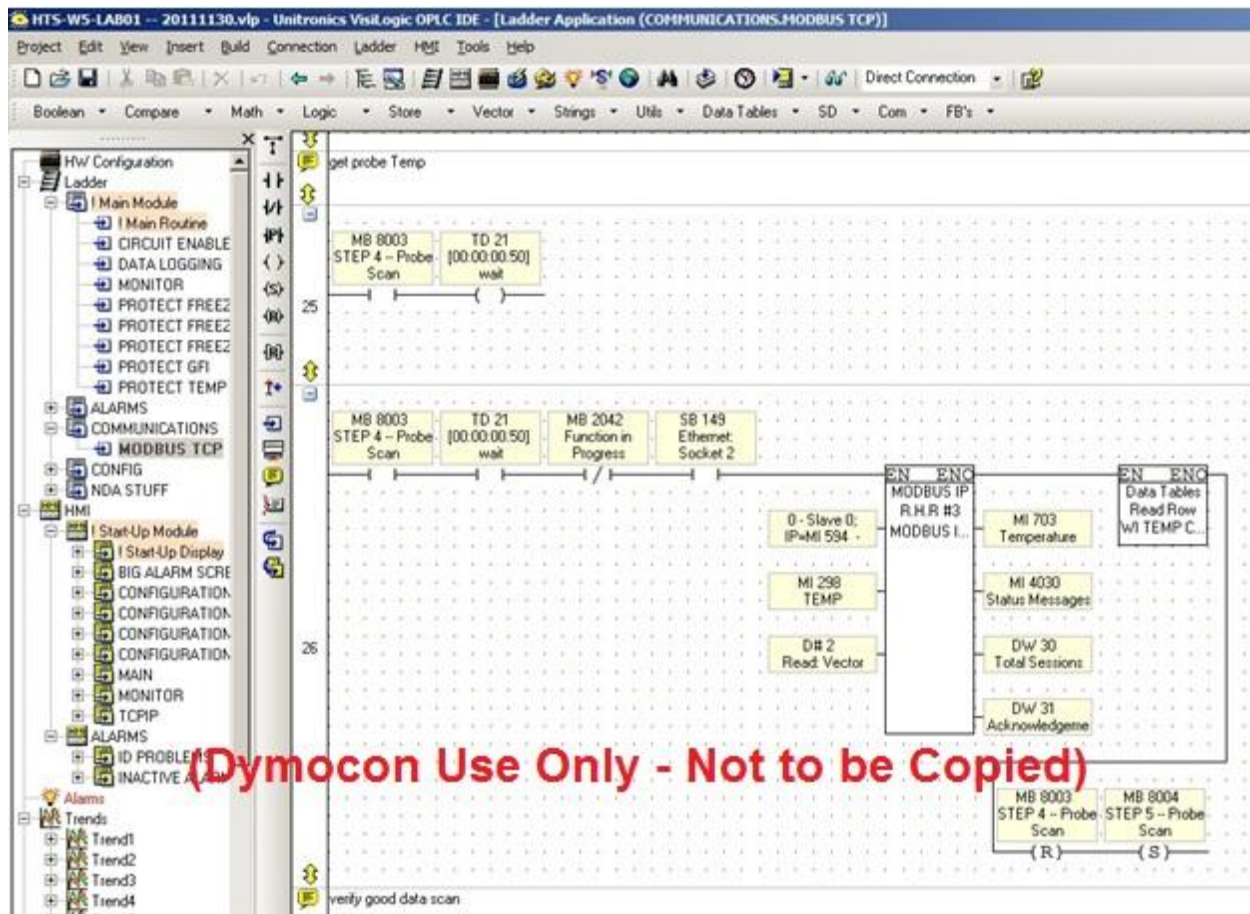 HTS-W5-LAB01 -- 20111130.vlp - Unitronics VisiLogic OPLC IDE - [Ladder Application (COMMUNICATIONS.MODBUS TCP)]
Project Edit View Insert Build Connection Ladder HMI Tools Help
Direct Connection
Boolean Compare Math Logic Store Vector Strings Utils Data Tables SD Com FB's
HW Configuration
Ladder
! Main Module
! Main Routine
CIRCUIT ENABLE
DATA LOGGING
MONITOR
PROTECT FREEZ
PROTECT FREEZ
PROTECT FREEZ
PROTECT GFI
PROTECT TEMP
ALARMS
COMMUNICATIONS
MODBUS TCP
CONFIG
NDA STUFF
HMI
! Start-Up Module
! Start-Up Display
BIG ALARM SCRE
CONFIGURATION
CONFIGURATION
CONFIGURATION
CONFIGURATION
MAIN
MONITOR
TCPIP
ALARMS
ID PROBLEMS
INACTIVE
Alarms
Trends
Trend1
Trend2
Trend3
Trend4
get probe Temp
25
MB 8003
STEP 4 -- Probe
Scan
TD 21
[00:00:00.50]
wait
26
MB 8003
STEP 4 -- Probe
Scan
TD 21
[00:00:00.50]
wait
MB 2042
Function in
Progress
SB 149
Ethernet:
Socket 2
EN ENO
MODBUS IP
R.H.R #3
MODBUS I...
0 - Slave 0;
IP=MI 594 -
MI 298
TEMP
D# 2
Read: Vector
MI 703
Temperature
MI 4030
Status Messages
DW 30
Total Sessions
DW 31
Acknowledgeme
EN ENO
Data Tables
Read Row
WI TEMP C...
(Dymocon Use Only - Not to be Copied)
MB 8003
STEP 4 -- Probe
Scan
(R)
MB 8004
STEP 5 -- Probe
Scan
(S)
verify good data scan